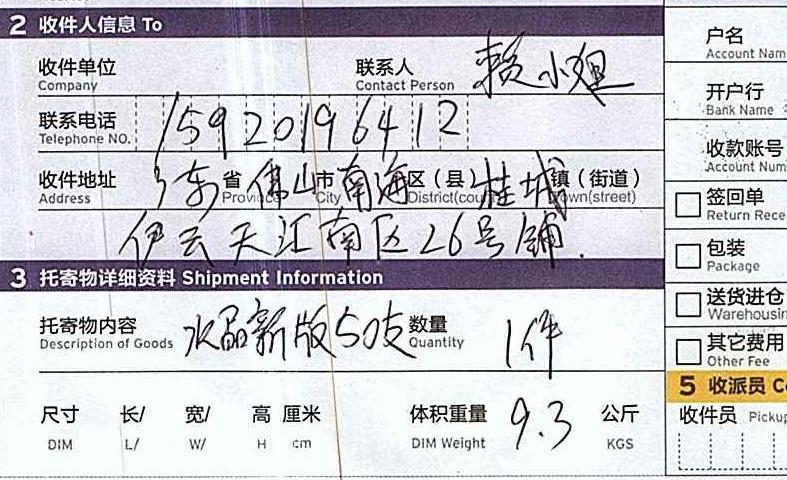 2 收件人信息 To
收件单位 联系人 赖小姐
Company Contact Person
联系电话 15920196412
Telephone NO.
收件地址 广东省佛山市南海区（县）桂城镇（街道）
Address Province City District(county) Town(street)
伊云天江南区26号铺.
3 托寄物详细资料 Shipment Information
托寄物内容 水晶新版50支 数量 1件
Description of Goods Quantity
尺寸 长/ 宽/ 高 厘米 体积重量 9.3 公斤
DIM L/ W/ H cm DIM Weight KGS
户名
Account Nam
开户行
Bank Name
收款账号
Account Num
签回单
Return Rece
包装
Package
送货进仓
Warehousin
其它费用
Other Fee
5 收派员 Co
收件员 Pickup